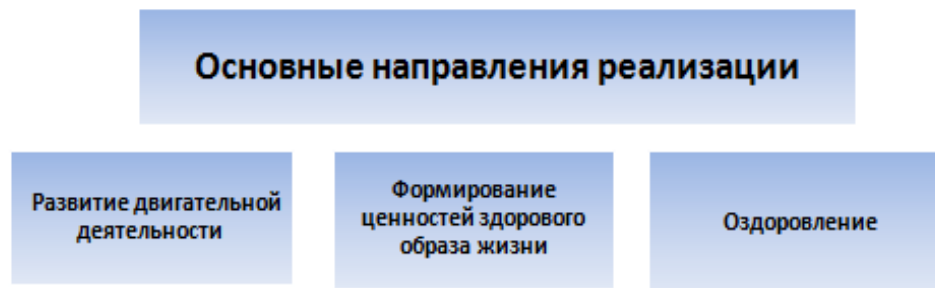 Основные направления реализации
Развитие двигательной
деятельности
Формирование
ценностей здорового
образа жизни
Оздоровление